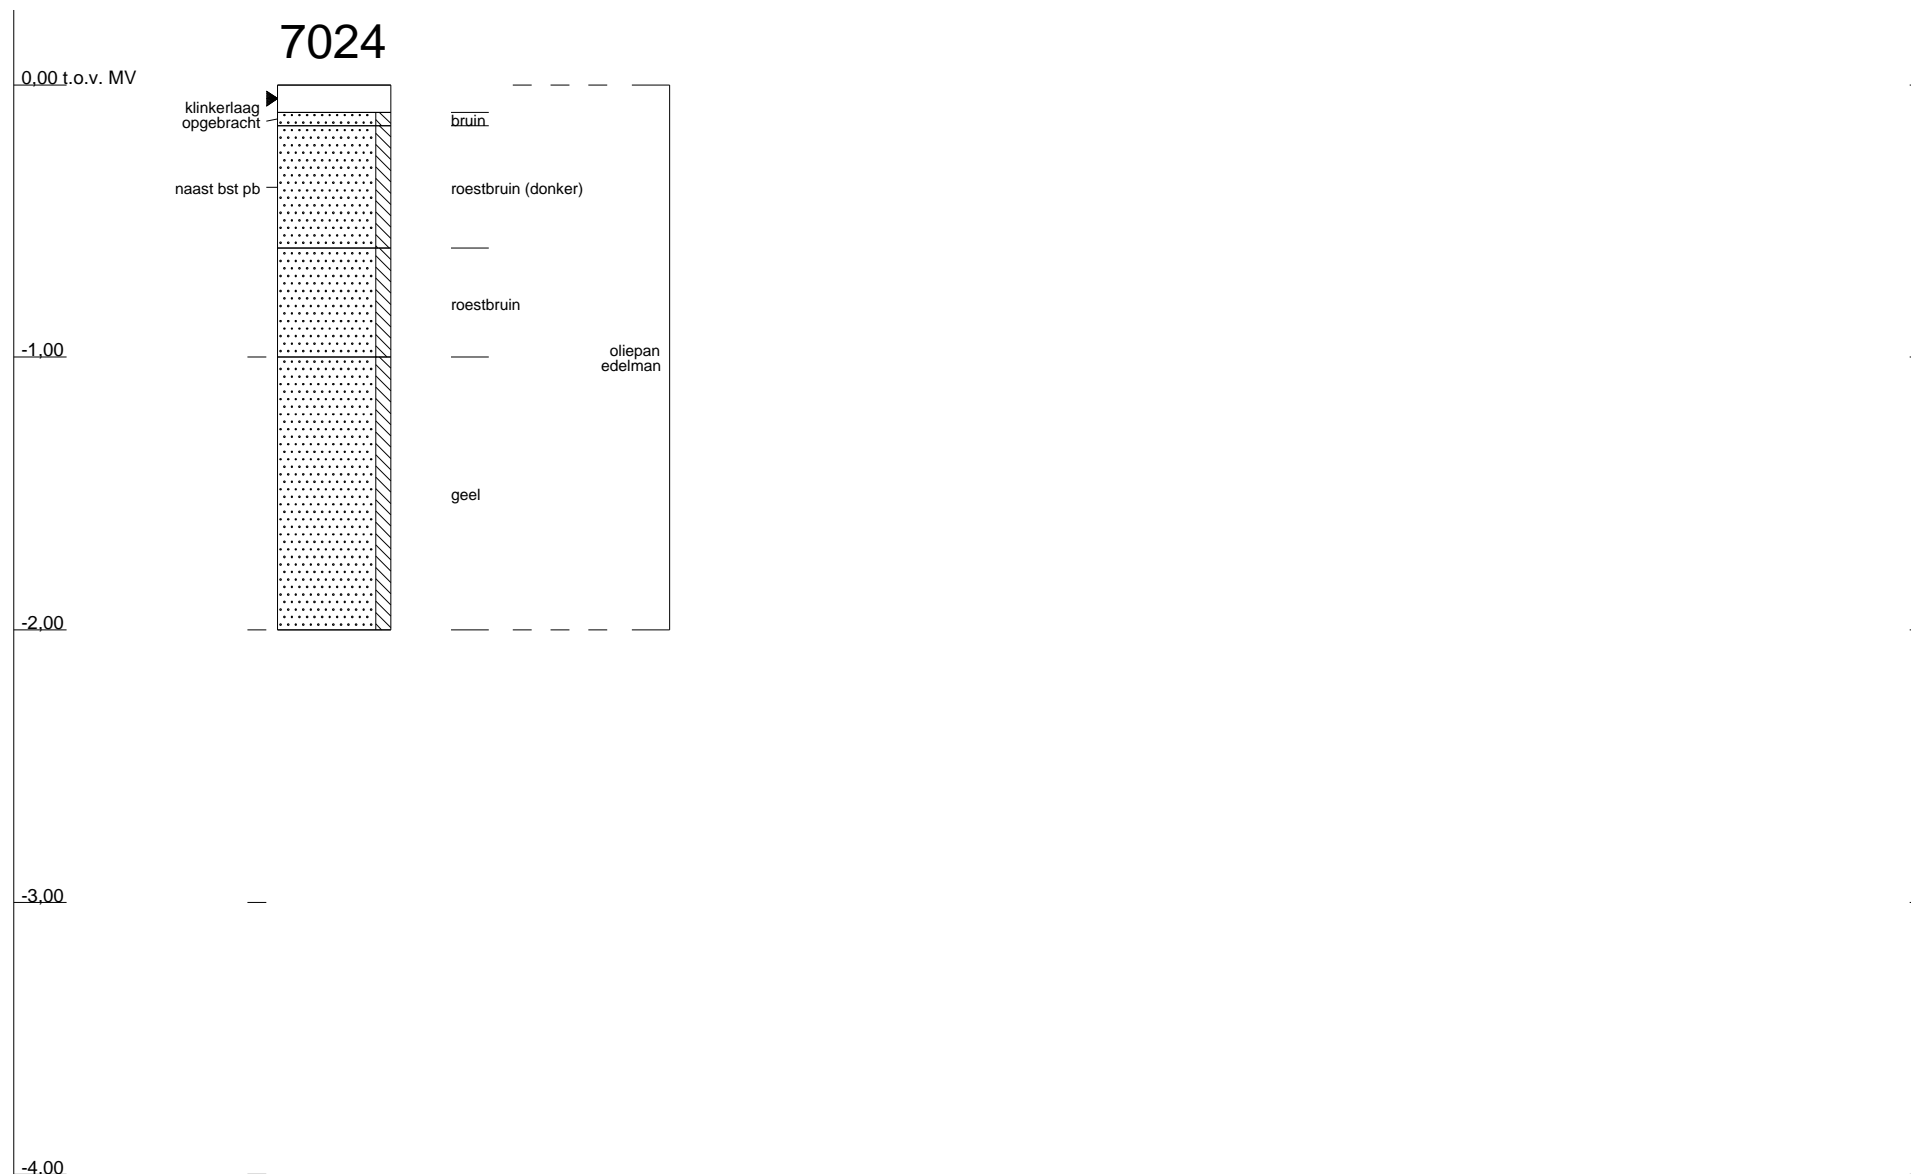 7024
0,00 t.o.v. MV
klinkerlaag
opgebracht
bruin
naast bst pb
roestbruin (donker)
roestbruin
-1,00
oliepan
edelman
geel
-2,00
-3,00
-4,00